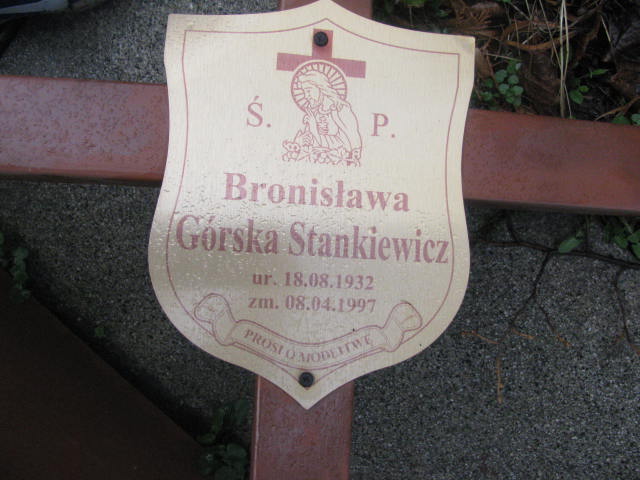 Ś. P.
Bronisława
Górska Stankiewicz
ur. 18.08.1932
zm. 08.04.1997
PROSI O MODLITWĘ